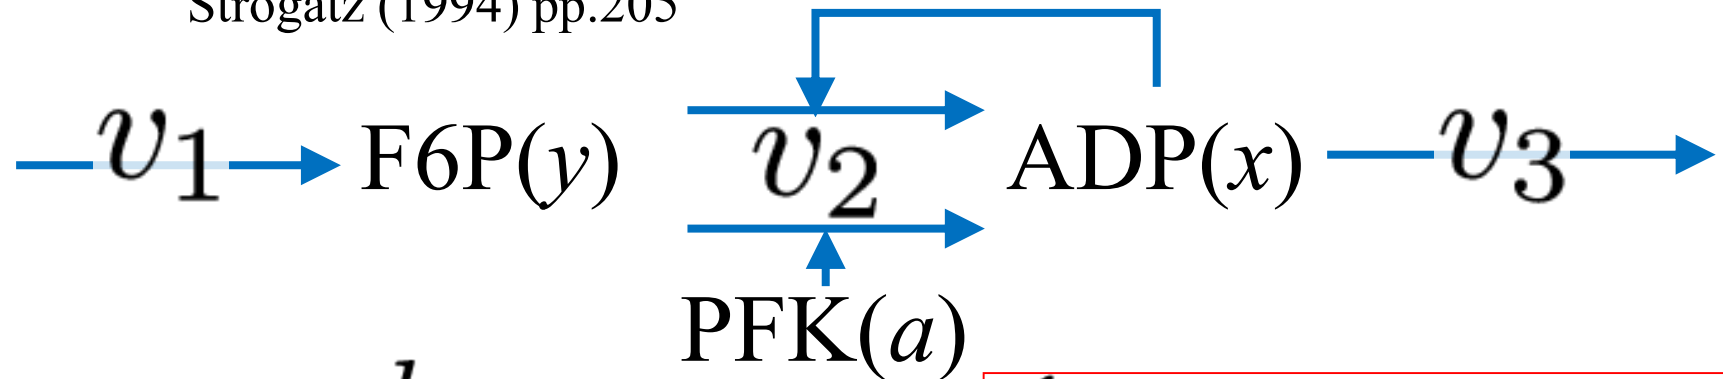 Strogatz (1994) pp.205
v₁ F6P(y) v₂ ADP(x) v₃
PFK(a)